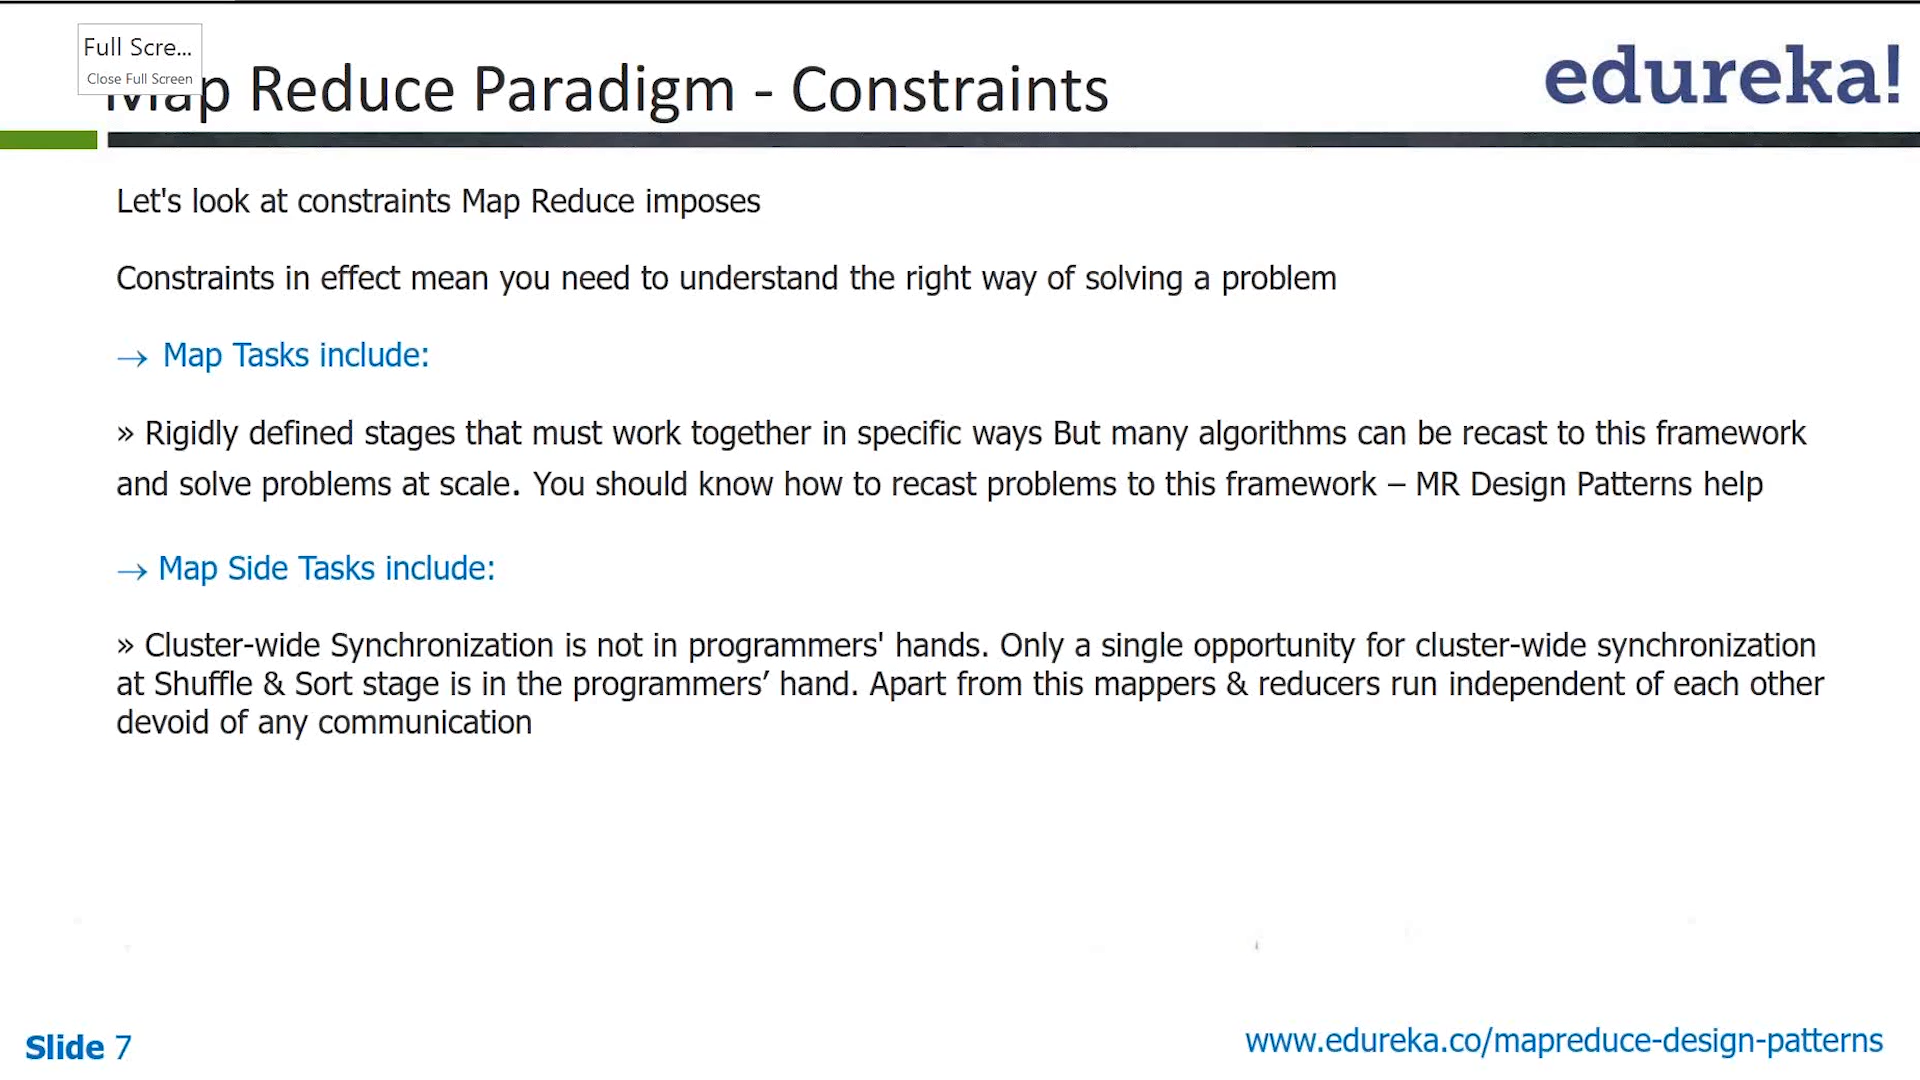 Full Scre...
Close Full Screen
Map Reduce Paradigm - Constraints
edureka!
Let's look at constraints Map Reduce imposes
Constraints in effect mean you need to understand the right way of solving a problem
→ Map Tasks include:
» Rigidly defined stages that must work together in specific ways But many algorithms can be recast to this framework
and solve problems at scale. You should know how to recast problems to this framework – MR Design Patterns help
→ Map Side Tasks include:
» Cluster-wide Synchronization is not in programmers' hands. Only a single opportunity for cluster-wide synchronization
at Shuffle & Sort stage is in the programmers’ hand. Apart from this mappers & reducers run independent of each other
devoid of any communication
Slide 7
www.edureka.co/mapreduce-design-patterns